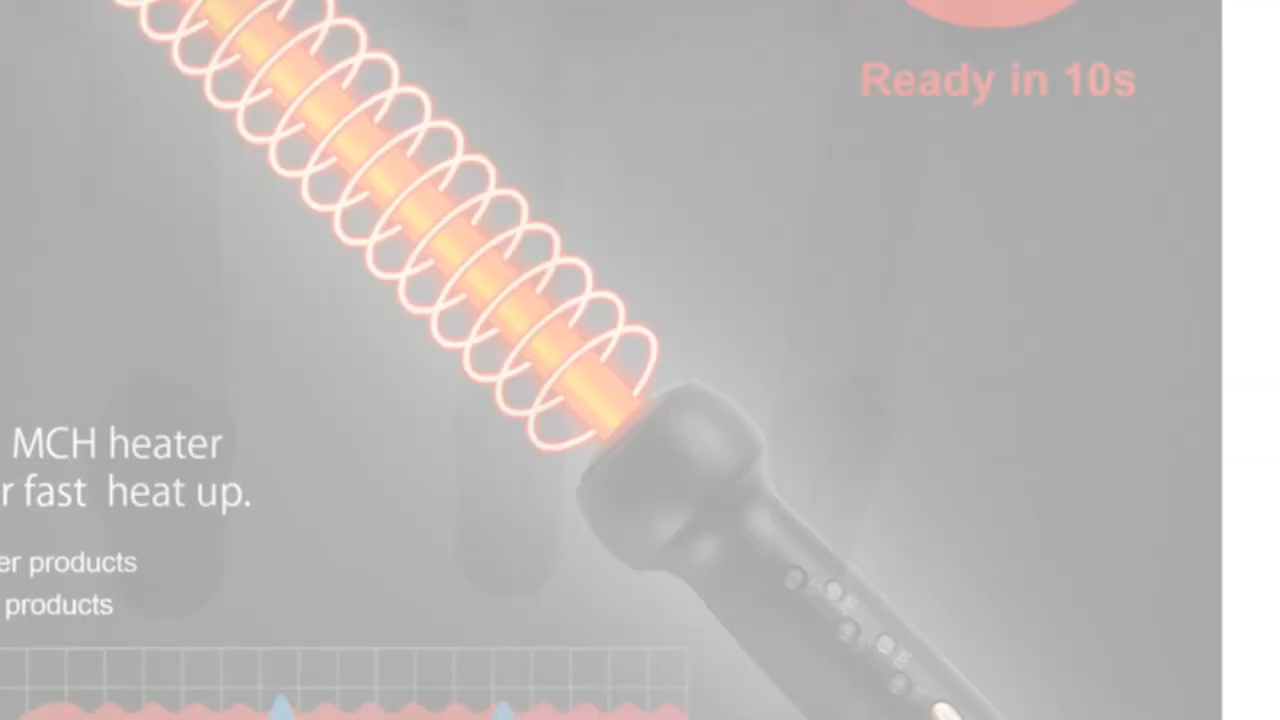 Ready in 10s
MCH heater
r fast heat up.
er products
products